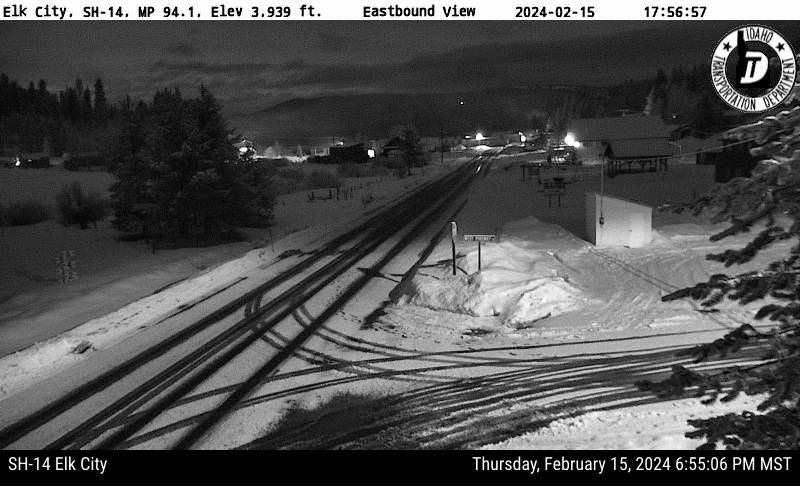 Elk City, SH-14, MP 94.1, Elev 3,939 ft. Eastbound View 2024-02-15 17:56:57
IDAHO
TRANSPORTATION DEPARTMENT
SH-14 Elk City Thursday, February 15, 2024 6:55:06 PM MST